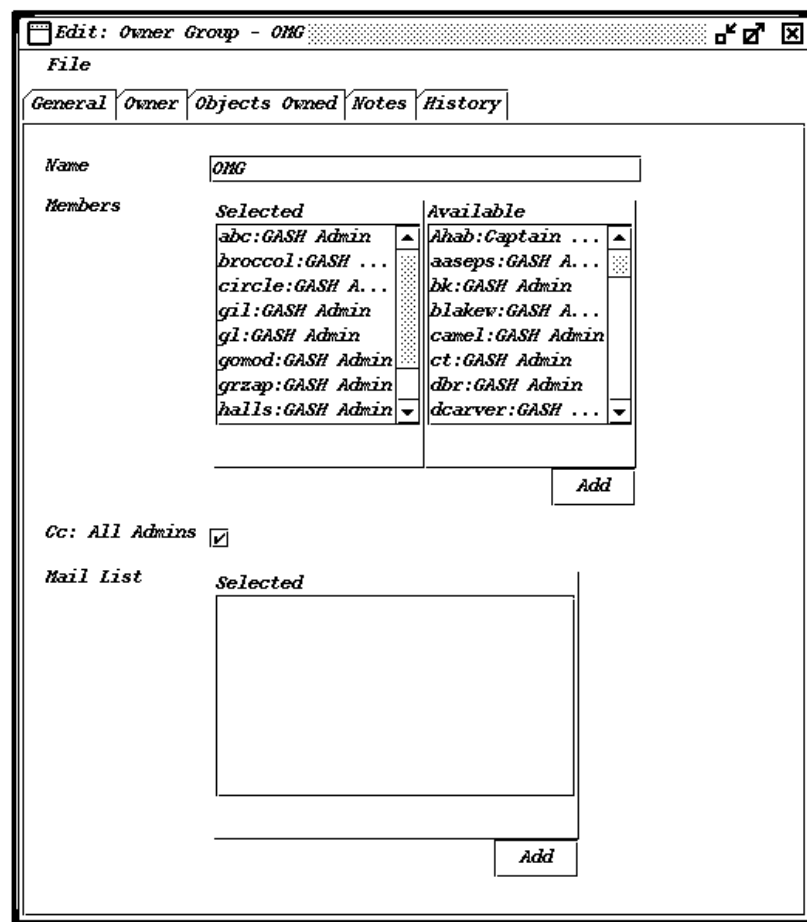 Edit: Owner Group - OMG
File
General Owner Objects Owned Notes History
Name OMG
Members Selected Available
abc:GASH Admin Ahab:Captain ...
broccol:GASH ... aaseps:GASH A...
circle:GASH A... bk:GASH Admin
gil:GASH Admin blakew:GASH A...
gl:GASH Admin camel:GASH Admin
gomod:GASH Admin ct:GASH Admin
grzap:GASH Admin dbr:GASH Admin
halls:GASH Admin dcarver:GASH ...
Add
Cc: All Admins
Mail List Selected
Add